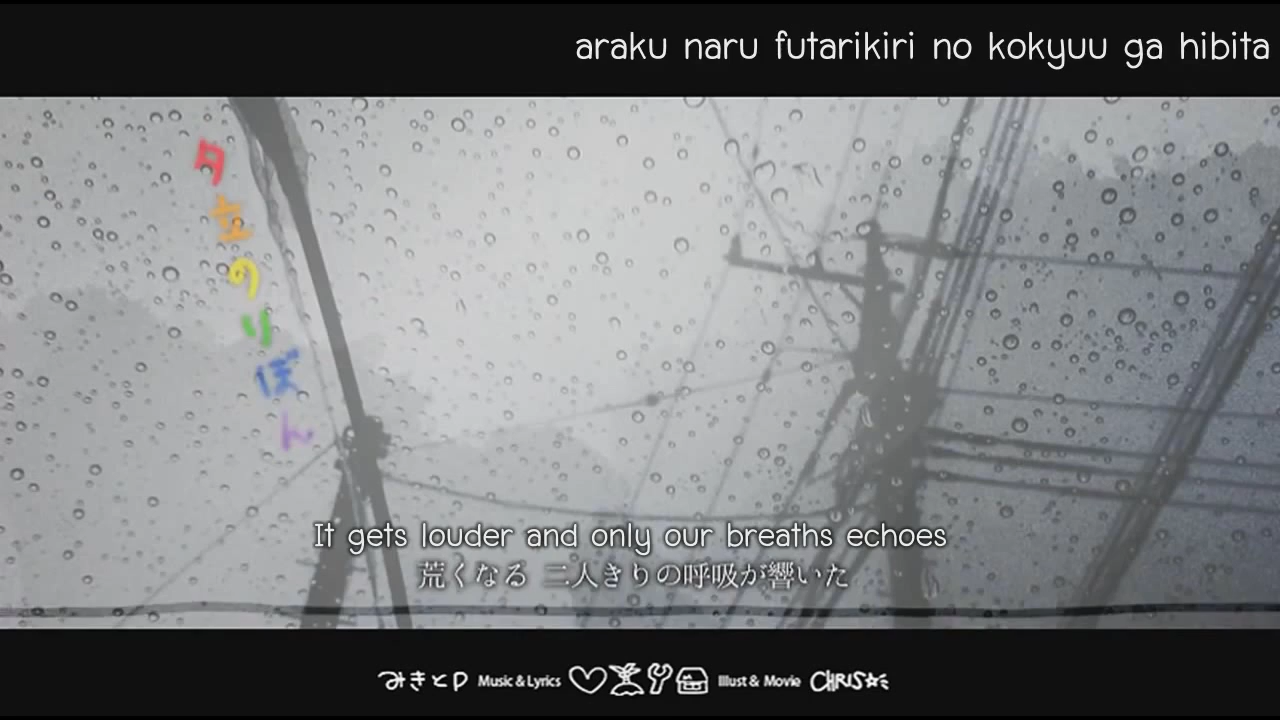 araku naru futarikiri no kokyuu ga hibita
夕立のりぼん
It gets louder and only our breaths echoes
荒くなる 二人きりの呼吸が響いた
みきとP Music & Lyrics Illust & Movie CHRIS